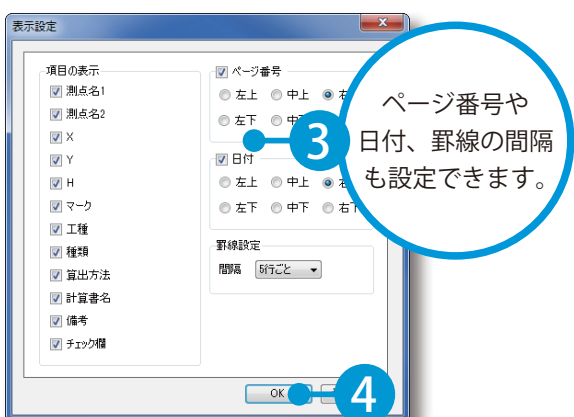 表示設定
項目の表示
測点名1
測点名2
X
Y
H
マーク
工種
種類
算出方法
計算書名
備考
チェック欄
ページ番号
左上 中上 右
左下 中下
日付
左上 中上 右
左下 中下 右下
罫線設定
間隔 5行ごと
OK
3
4
ページ番号や
日付、罫線の間隔
も設定できます。